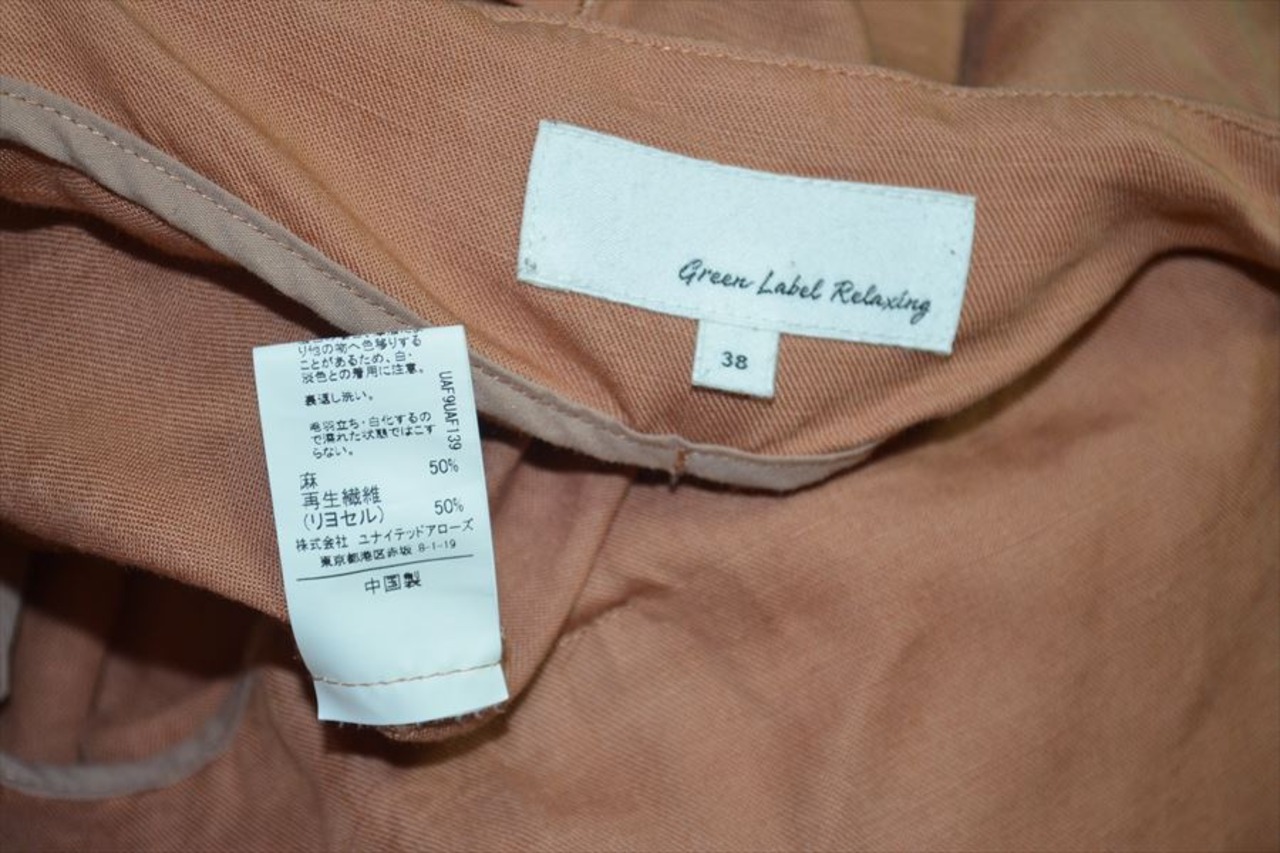 り他の物へ色移りする
ことがあるため、白・
淡色との着用に注意。
裏返し洗い。
毛羽立ち・白化するの
で濡れた状態ではこす
らない。
UAF9UAF139
麻 50%
再生繊維
(リヨセル) 50%
株式会社 ユナイテッドアローズ
東京都港区赤坂 8-1-19
中国製
Green Label Relaxing
38